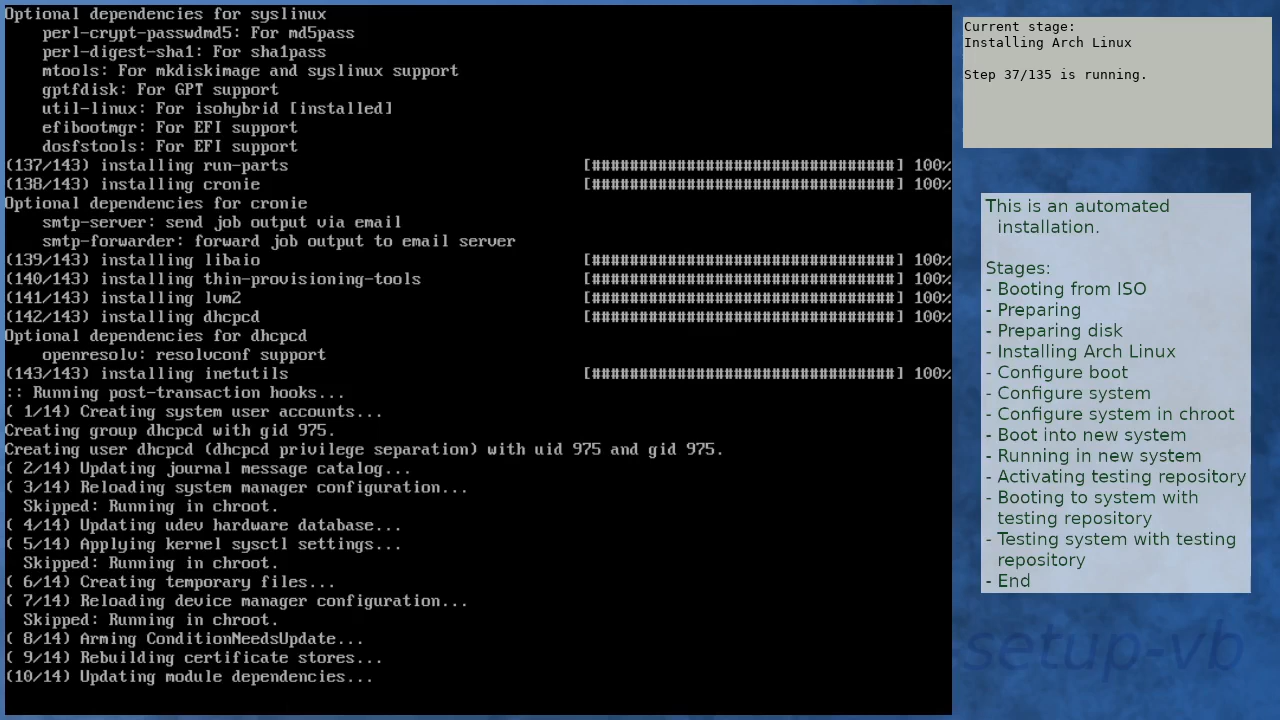 Optional dependencies for syslinux
perl-crypt-passwdmd5: For md5pass
perl-digest-sha1: For sha1pass
mtools: For mkdiskimage and syslinux support
gptfdisk: For GPT support
util-linux: For isohybrid [installed]
efibootmgr: For EFI support
dosfstools: For EFI support
(137/143) installing run-parts [################################] 100%
(138/143) installing cronie [################################] 100%
Optional dependencies for cronie
smtp-server: send job output via email
smtp-forwarder: forward job output to email server
(139/143) installing libaio [################################] 100%
(140/143) installing thin-provisioning-tools [################################] 100%
(141/143) installing lvm2 [################################] 100%
(142/143) installing dhcpcd [################################] 100%
Optional dependencies for dhcpcd
openresolv: resolvconf support
(143/143) installing inetutils [################################] 100%
:: Running post-transaction hooks...
( 1/14) Creating system user accounts...
Creating group dhcpcd with gid 975.
Creating user dhcpcd (dhcpcd privilege separation) with uid 975 and gid 975.
( 2/14) Updating journal message catalog...
( 3/14) Reloading system manager configuration...
Skipped: Running in chroot.
( 4/14) Updating udev hardware database...
( 5/14) Applying kernel sysctl settings...
Skipped: Running in chroot.
( 6/14) Creating temporary files...
( 7/14) Reloading device manager configuration...
Skipped: Running in chroot.
( 8/14) Arming ConditionNeedsUpdate...
( 9/14) Rebuilding certificate stores...
(10/14) Updating module dependencies...
Current stage:
Installing Arch Linux
Step 37/135 is running.
This is an automated
installation.
Stages:
- Booting from ISO
- Preparing
- Preparing disk
- Installing Arch Linux
- Configure boot
- Configure system
- Configure system in chroot
- Boot into new system
- Running in new system
- Activating testing repository
- Booting to system with
testing repository
- Testing system with testing
repository
- End
setup-vb